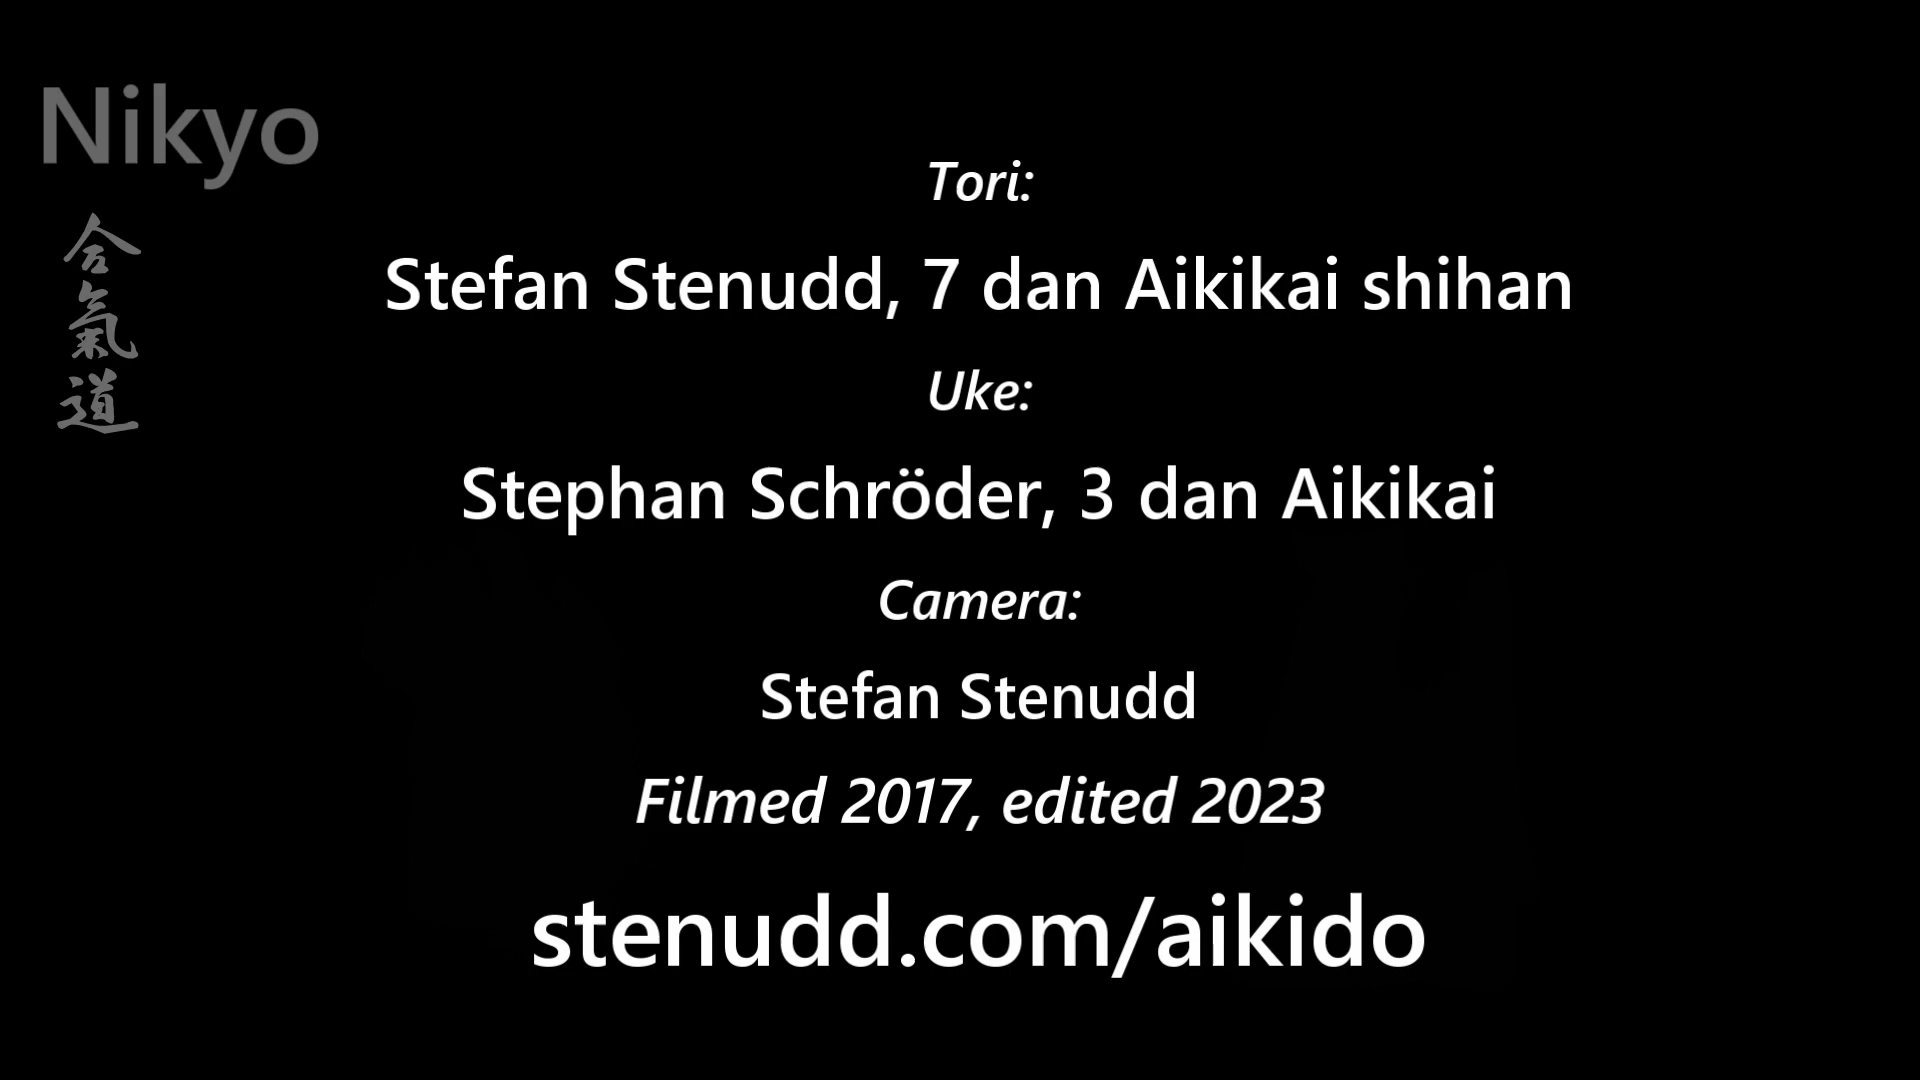 Nikyo
合氣道
Tori:
Stefan Stenudd, 7 dan Aikikai shihan
Uke:
Stephan Schröder, 3 dan Aikikai
Camera:
Stefan Stenudd
Filmed 2017, edited 2023
stenudd.com/aikido